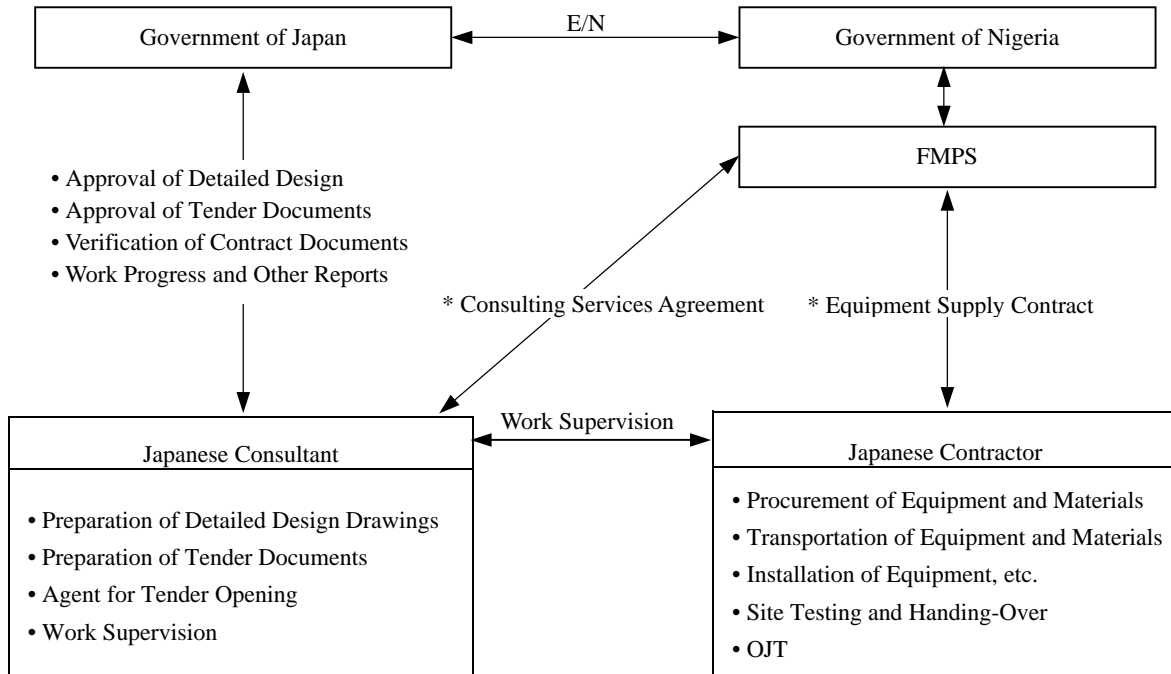 Government of Japan
E/N
Government of Nigeria
FMPS
• Approval of Detailed Design
• Approval of Tender Documents
• Verification of Contract Documents
• Work Progress and Other Reports
* Consulting Services Agreement
* Equipment Supply Contract
Work Supervision
Japanese Consultant
• Preparation of Detailed Design Drawings
• Preparation of Tender Documents
• Agent for Tender Opening
• Work Supervision
Japanese Contractor
• Procurement of Equipment and Materials
• Transportation of Equipment and Materials
• Installation of Equipment, etc.
• Site Testing and Handing-Over
• OJT